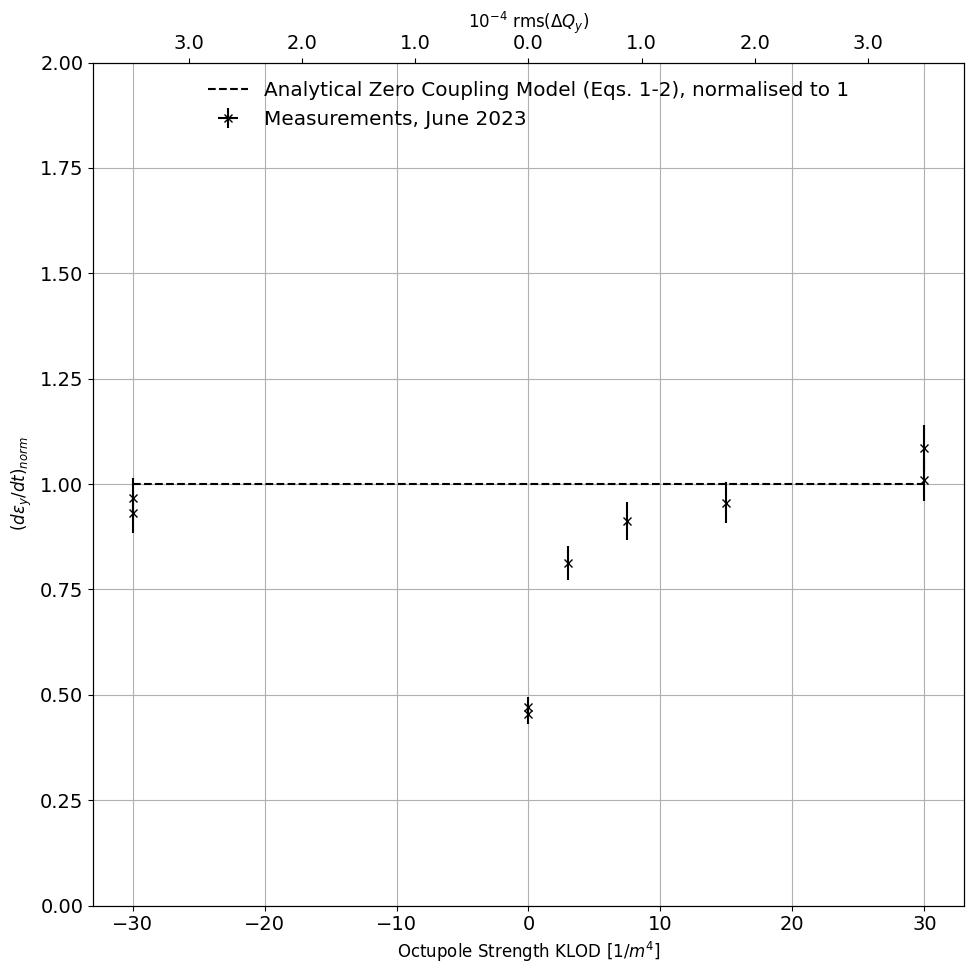 10⁻⁴ rms(ΔQ_y)
3.0 2.0 1.0 0.0 1.0 2.0 3.0
2.00
Analytical Zero Coupling Model (Eqs. 1-2), normalised to 1
Measurements, June 2023
1.75
1.50
1.25
1.00
(dε_y/dt)_norm
0.75
0.50
0.25
0.00
−30 −20 −10 0 10 20 30
Octupole Strength KLOD [1/m⁴]